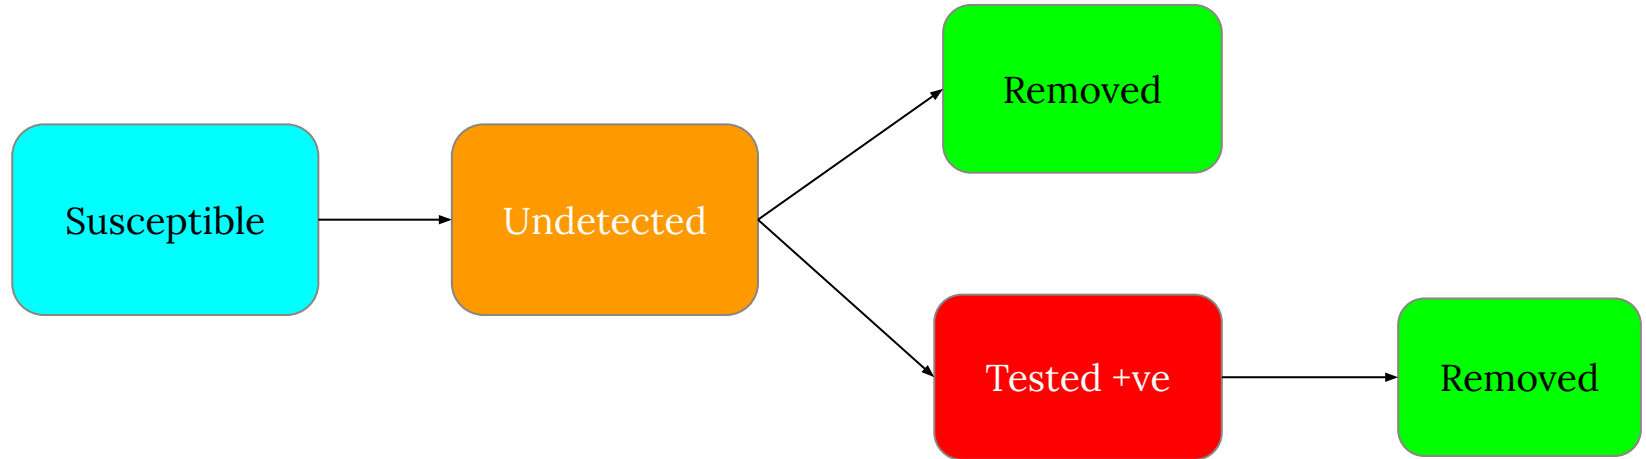 Susceptible
Undetected
Removed
Tested +ve
Removed